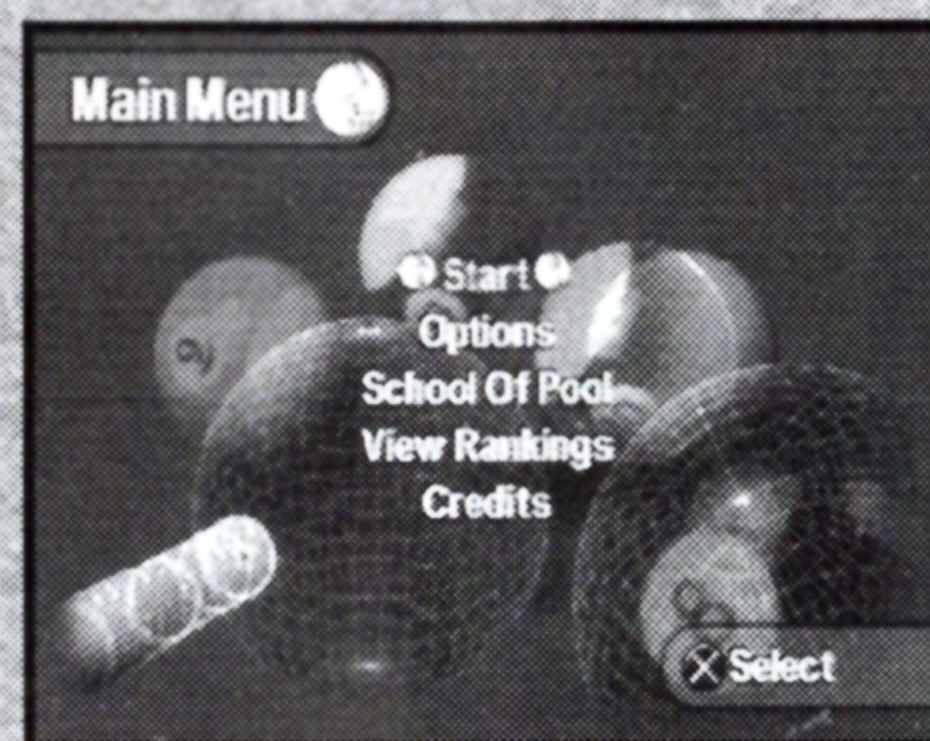 Main Menu
Start
Options
School Of Pool
View Rankings
Credits
Select